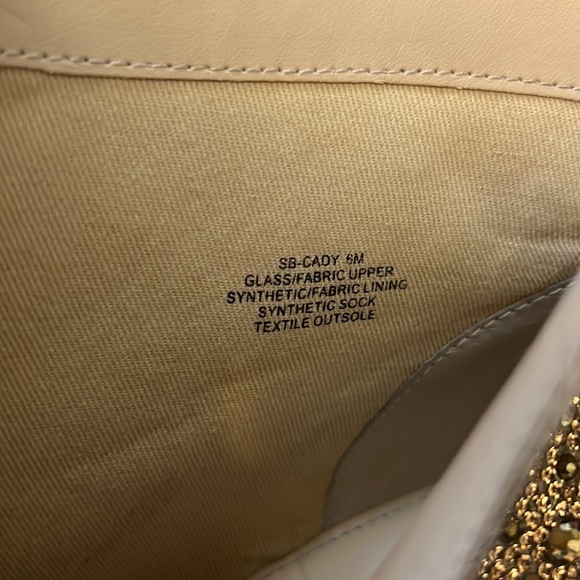 SB-CADY 6M
GLASS/FABRIC UPPER
SYNTHETIC/FABRIC LINING
SYNTHETIC SOCK
TEXTILE OUTSOLE